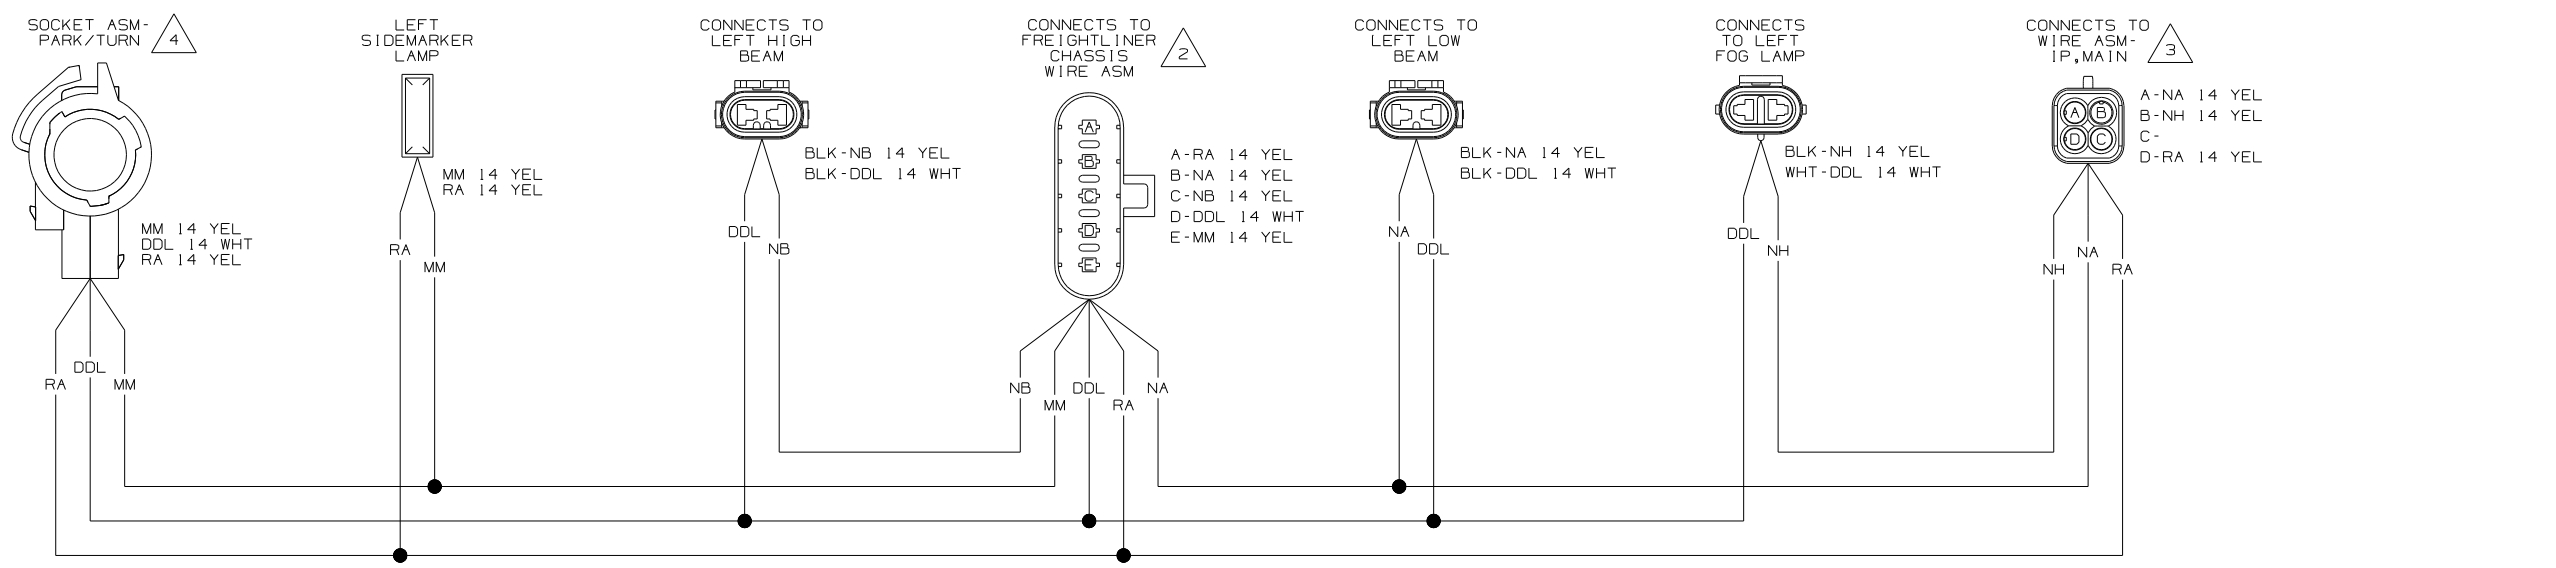 SOCKET ASM-
PARK/TURN
4
MM 14 YEL
DDL 14 WHT
RA 14 YEL
RA
DDL
MM
LEFT
SIDEMARKER
LAMP
MM 14 YEL
RA 14 YEL
RA
MM
CONNECTS TO
LEFT HIGH
BEAM
BLK-NB 14 YEL
BLK-DDL 14 WHT
DDL
NB
CONNECTS TO
FREIGHTLINER
CHASSIS
WIRE ASM
2
A
B
C
D
E
A-RA 14 YEL
B-NA 14 YEL
C-NB 14 YEL
D-DDL 14 WHT
E-MM 14 YEL
NB
MM
DDL
RA
NA
CONNECTS TO
LEFT LOW
BEAM
BLK-NA 14 YEL
BLK-DDL 14 WHT
NA
DDL
CONNECTS
TO LEFT
FOG LAMP
BLK-NH 14 YEL
WHT-DDL 14 WHT
DDL
NH
CONNECTS TO
WIRE ASM-
IP,MAIN
3
A B
D C
A-NA 14 YEL
B-NH 14 YEL
C-
D-RA 14 YEL
NH
NA
RA